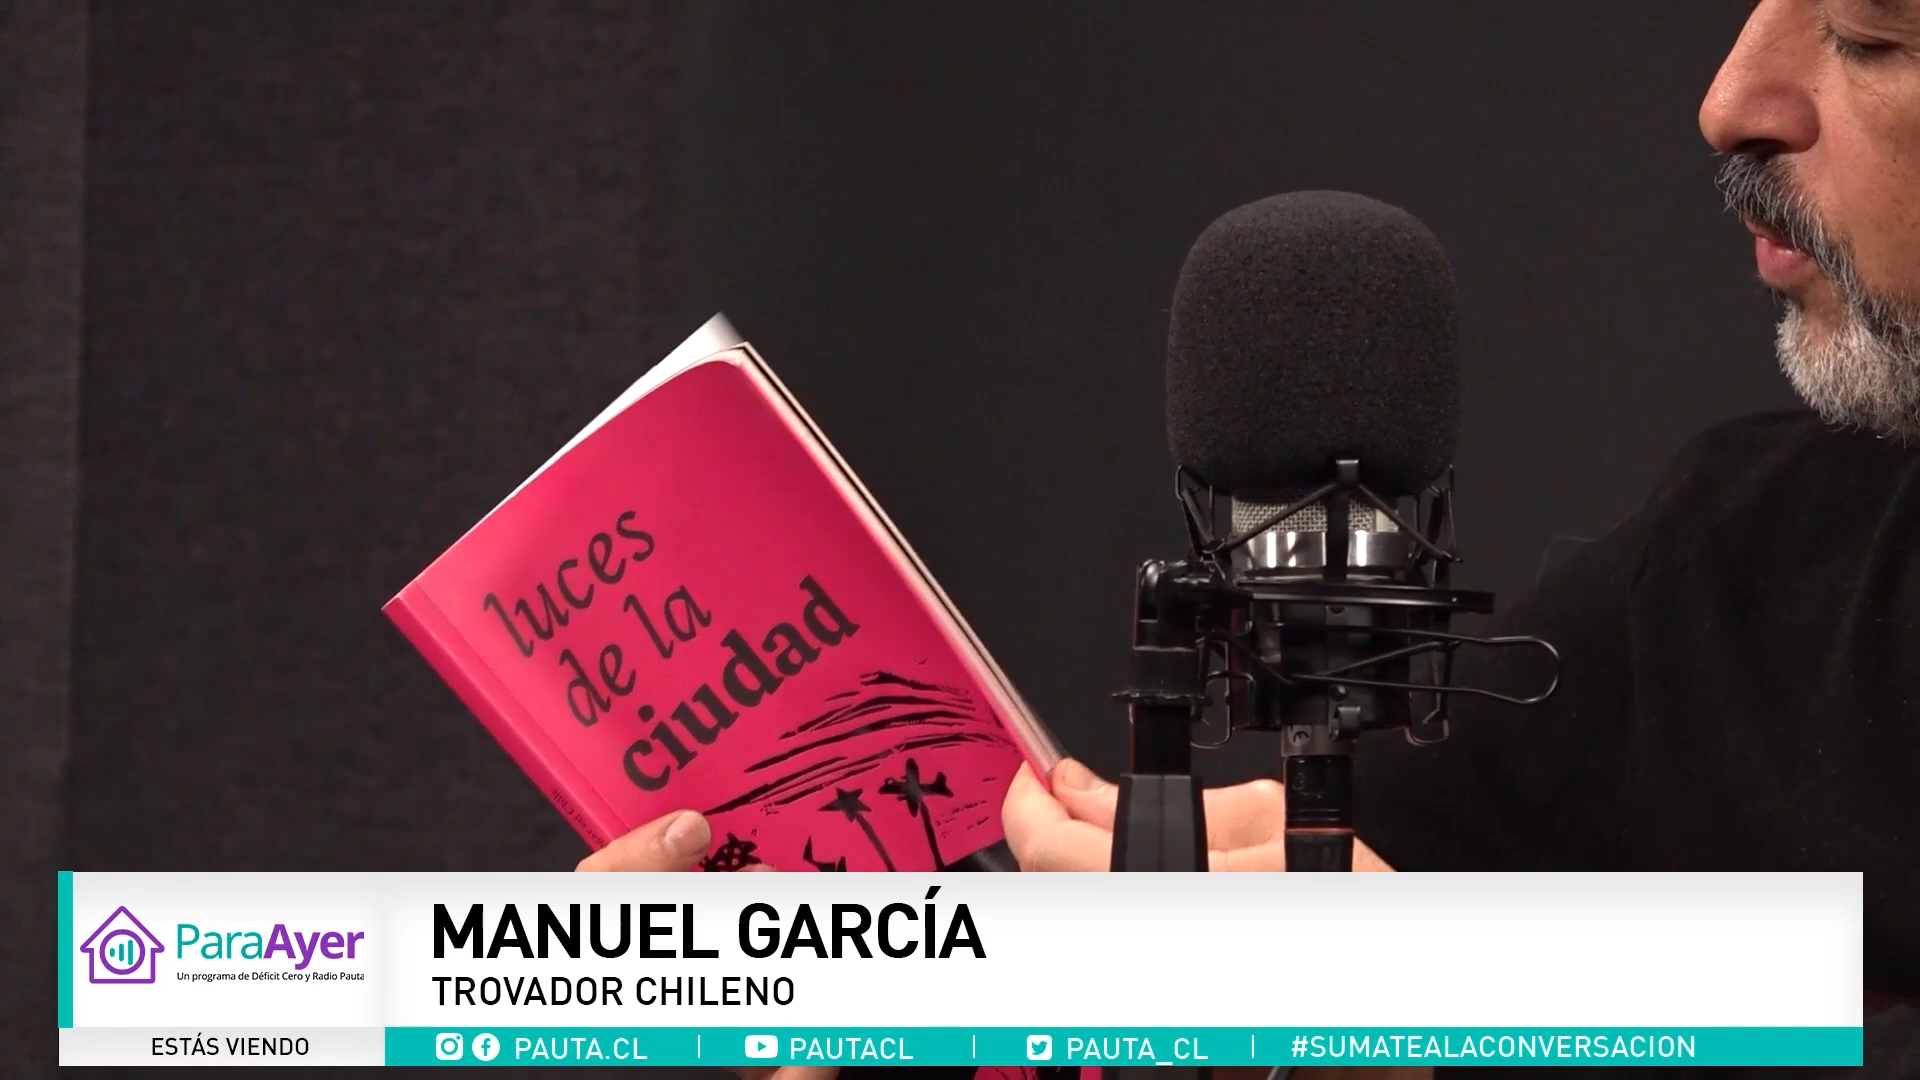 luces
de la
ciudad
ParaAyer
Un programa de Déficit Cero y Radio Pauta
MANUEL GARCÍA
TROVADOR CHILENO
ESTÁS VIENDO
PAUTA.CL | PAUTACL | PAUTA_CL | #SUMATEALACONVERSACION